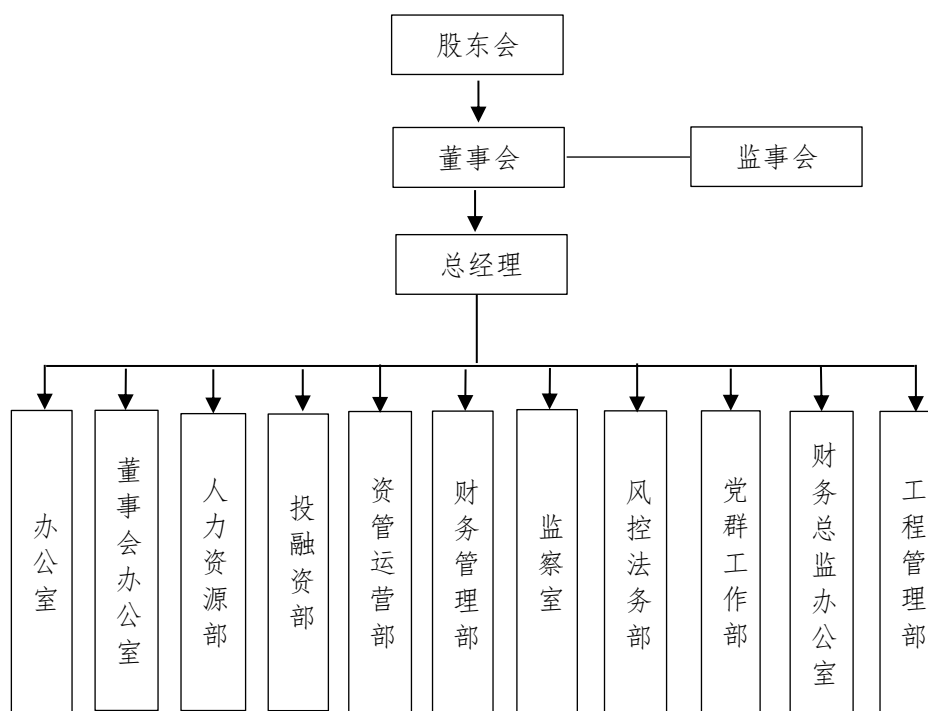 股东会
董事会
监事会
总经理
办公室
董事会办公室
人力资源部
投融资部
资管运营部
财务管理部
监察室
风控法务部
党群工作部
财务总监办公室
工程管理部